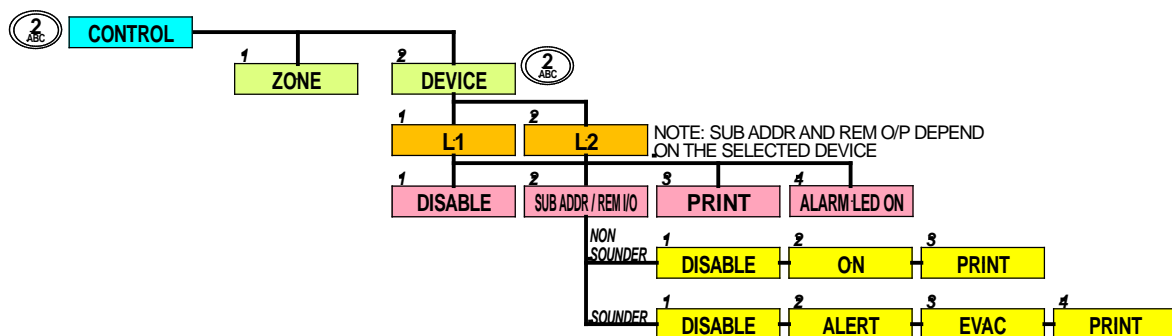 2
ABC
CONTROL
1
ZONE
2
DEVICE
2
ABC
1
L1
2
L2
NOTE: SUB ADDR AND REM O/P DEPEND
ON THE SELECTED DEVICE
1
DISABLE
2
SUB ADDR / REM I/O
3
PRINT
4
ALARM LED ON
NON
SOUNDER
1
DISABLE
2
ON
3
PRINT
SOUNDER
1
DISABLE
2
ALERT
3
EVAC
4
PRINT